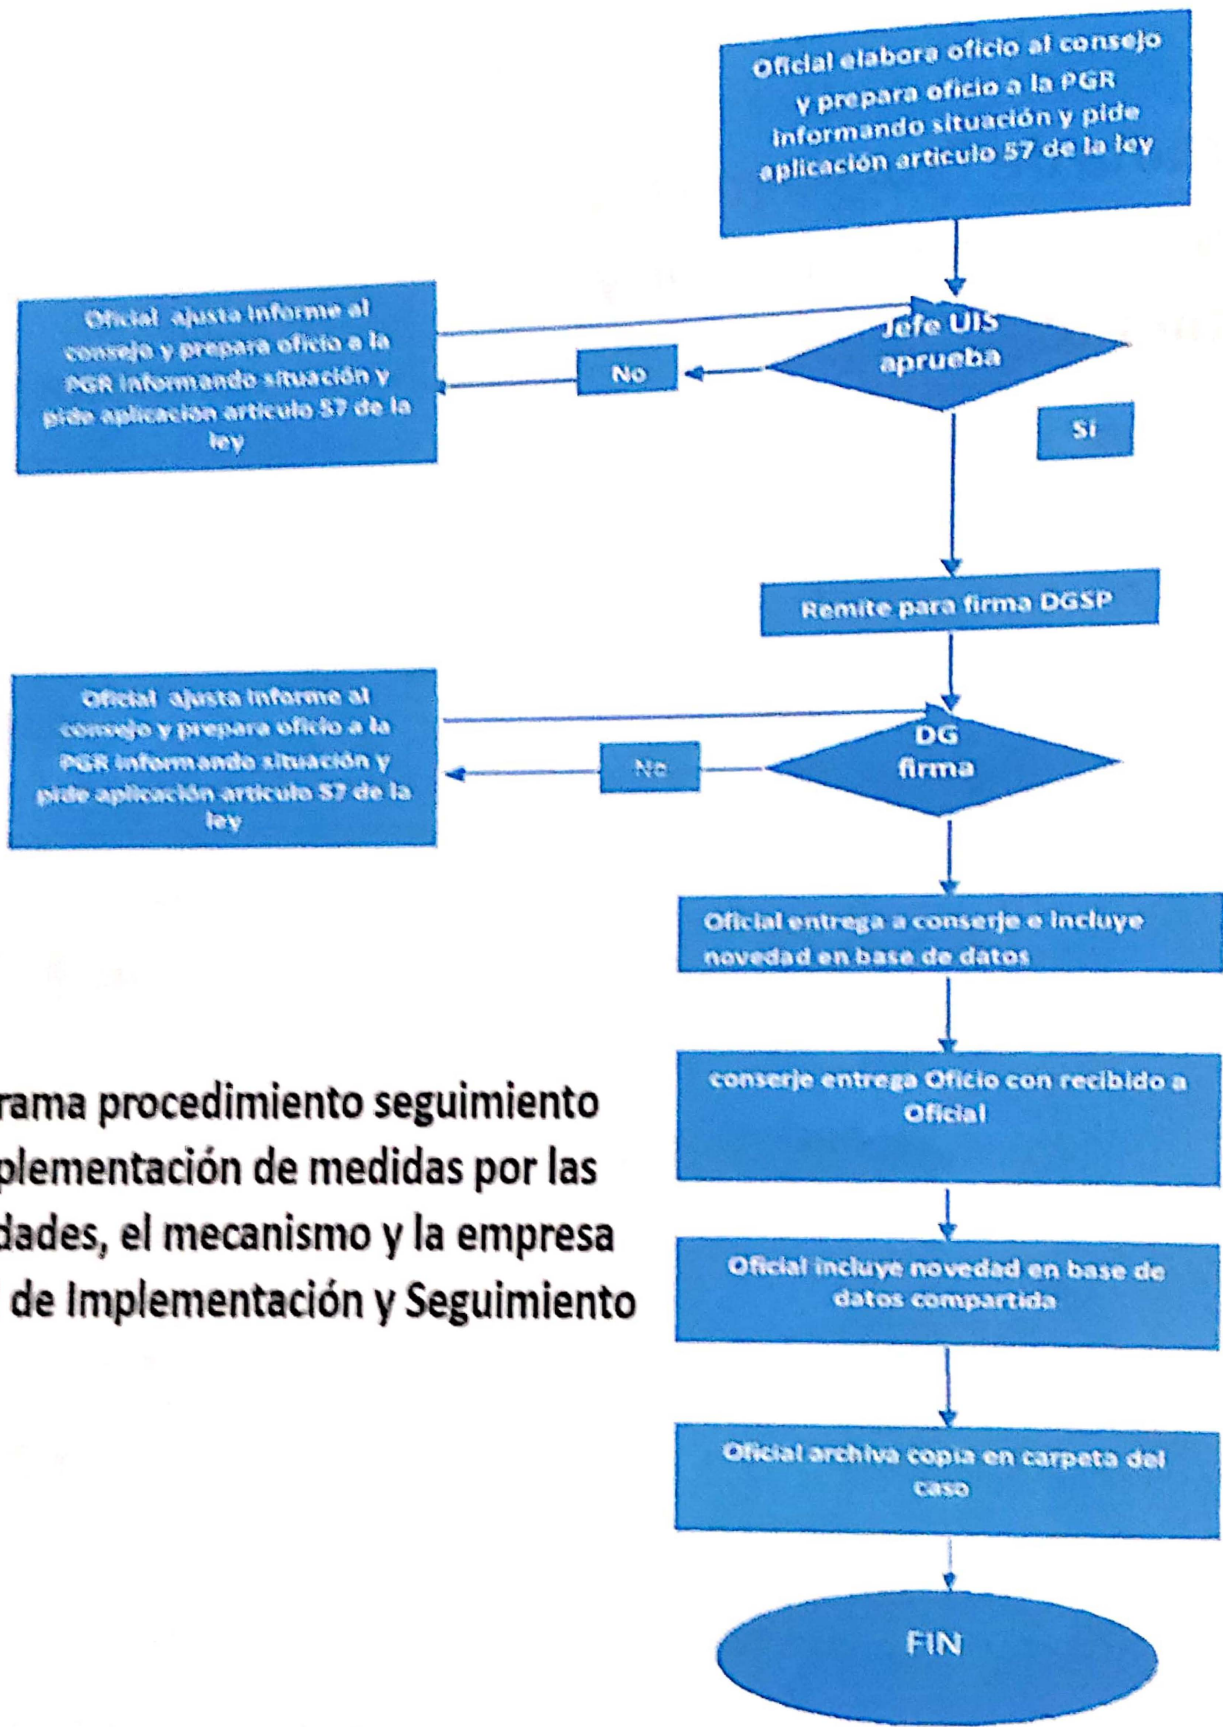 Oficial elabora oficio al consejo
y prepara oficio a la PGR
informando situación y pide
aplicación articulo 57 de la ley
Jefe UIS
aprueba
No
Oficial ajusta informe al
consejo y prepara oficio a la
PGR informando situación y
pide aplicación articulo 57 de la
ley
Si
Remite para firma DGSP
DG
firma
No
Oficial ajusta informe al
consejo y prepara oficio a la
PGR informando situación y
pide aplicación articulo 57 de la
ley
Oficial entrega a conserje e incluye
novedad en base de datos
conserje entrega Oficio con recibido a
Oficial
Oficial incluye novedad en base de
datos compartida
Oficial archiva copia en carpeta del
caso
FIN
rama procedimiento seguimiento
plementación de medidas por las
dades, el mecanismo y la empresa
de Implementación y Seguimiento